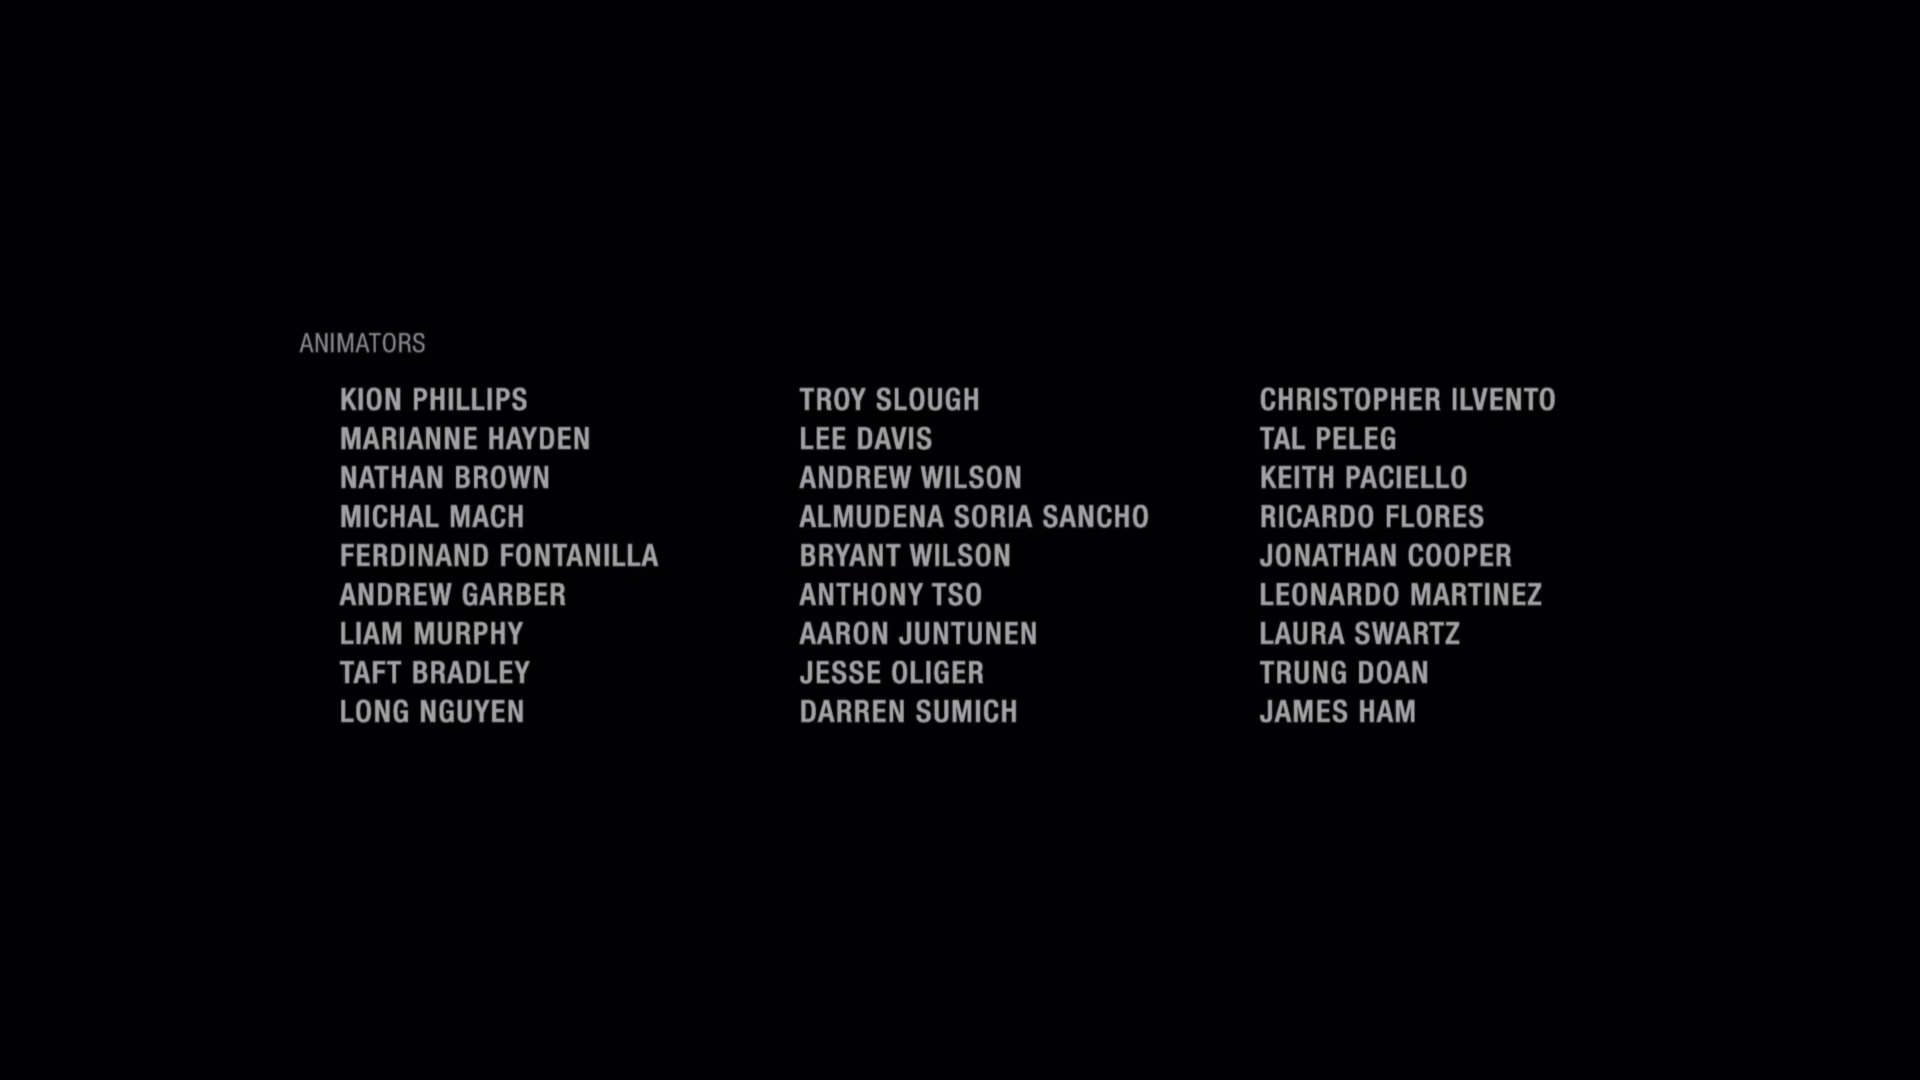 ANIMATORS
KION PHILLIPS
MARIANNE HAYDEN
NATHAN BROWN
MICHAL MACH
FERDINAND FONTANILLA
ANDREW GARBER
LIAM MURPHY
TAFT BRADLEY
LONG NGUYEN
TROY SLOUGH
LEE DAVIS
ANDREW WILSON
ALMUDENA SORIA SANCHO
BRYANT WILSON
ANTHONY TSO
AARON JUNTUNEN
JESSE OLIGER
DARREN SUMICH
CHRISTOPHER ILVENTO
TAL PELEG
KEITH PACIELLO
RICARDO FLORES
JONATHAN COOPER
LEONARDO MARTINEZ
LAURA SWARTZ
TRUNG DOAN
JAMES HAM